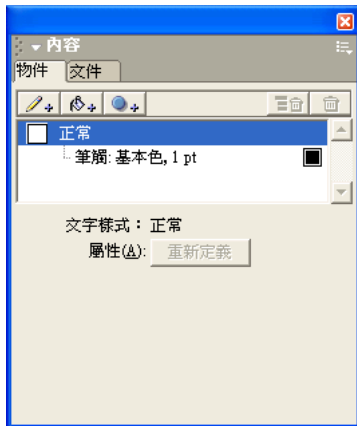 內容
物件 文件
正常
筆觸: 基本色, 1 pt
文字樣式： 正常
屬性(A): 重新定義